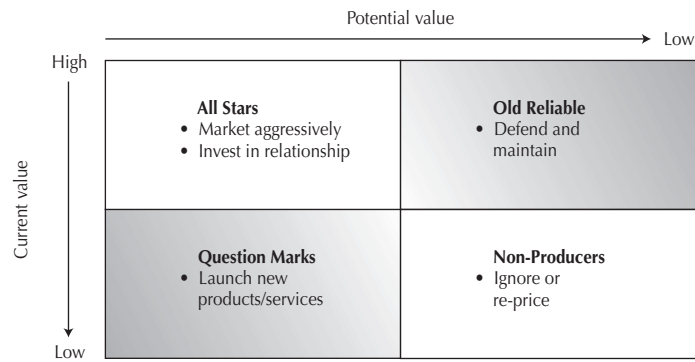 Potential value
High
Low
All Stars
• Market aggressively
• Invest in relationship
Old Reliable
• Defend and
maintain
Current value
Question Marks
• Launch new
products/services
Non-Producers
• Ignore or
re-price
Low